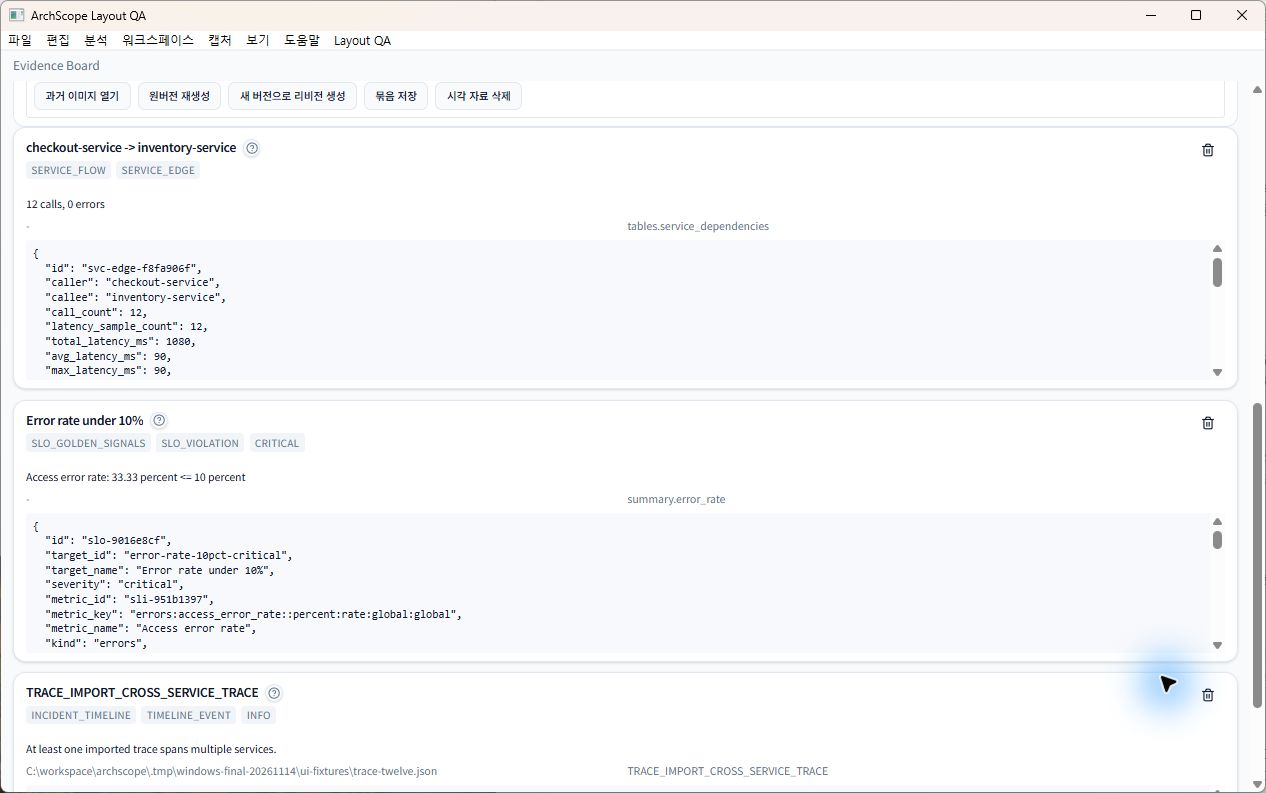 ArchScope Layout QA
파일 편집 분석 워크스페이스 캡처 보기 도움말 Layout QA
Evidence Board
과거 이미지 열기 원버전 재생성 새 버전으로 리비전 생성 묶음 저장 시각 자료 삭제
checkout-service -> inventory-service ?
SERVICE_FLOW SERVICE_EDGE
12 calls, 0 errors
- tables.service_dependencies
{
"id": "svc-edge-f8fa906f",
"caller": "checkout-service",
"callee": "inventory-service",
"call_count": 12,
"latency_sample_count": 12,
"total_latency_ms": 1080,
"avg_latency_ms": 90,
"max_latency_ms": 90,
Error rate under 10% ?
SLO_GOLDEN_SIGNALS SLO_VIOLATION CRITICAL
Access error rate: 33.33 percent <= 10 percent
- summary.error_rate
{
"id": "slo-9016e8cf",
"target_id": "error-rate-10pct-critical",
"target_name": "Error rate under 10%",
"severity": "critical",
"metric_id": "sli-951b1397",
"metric_key": "errors:access_error_rate::percent:rate:global:global",
"metric_name": "Access error rate",
"kind": "errors",
TRACE_IMPORT_CROSS_SERVICE_TRACE ?
INCIDENT_TIMELINE TIMELINE_EVENT INFO
At least one imported trace spans multiple services.
C:\workspace\archscope\.tmp\windows-final-20261114\ui-fixtures\trace-twelve.json TRACE_IMPORT_CROSS_SERVICE_TRACE